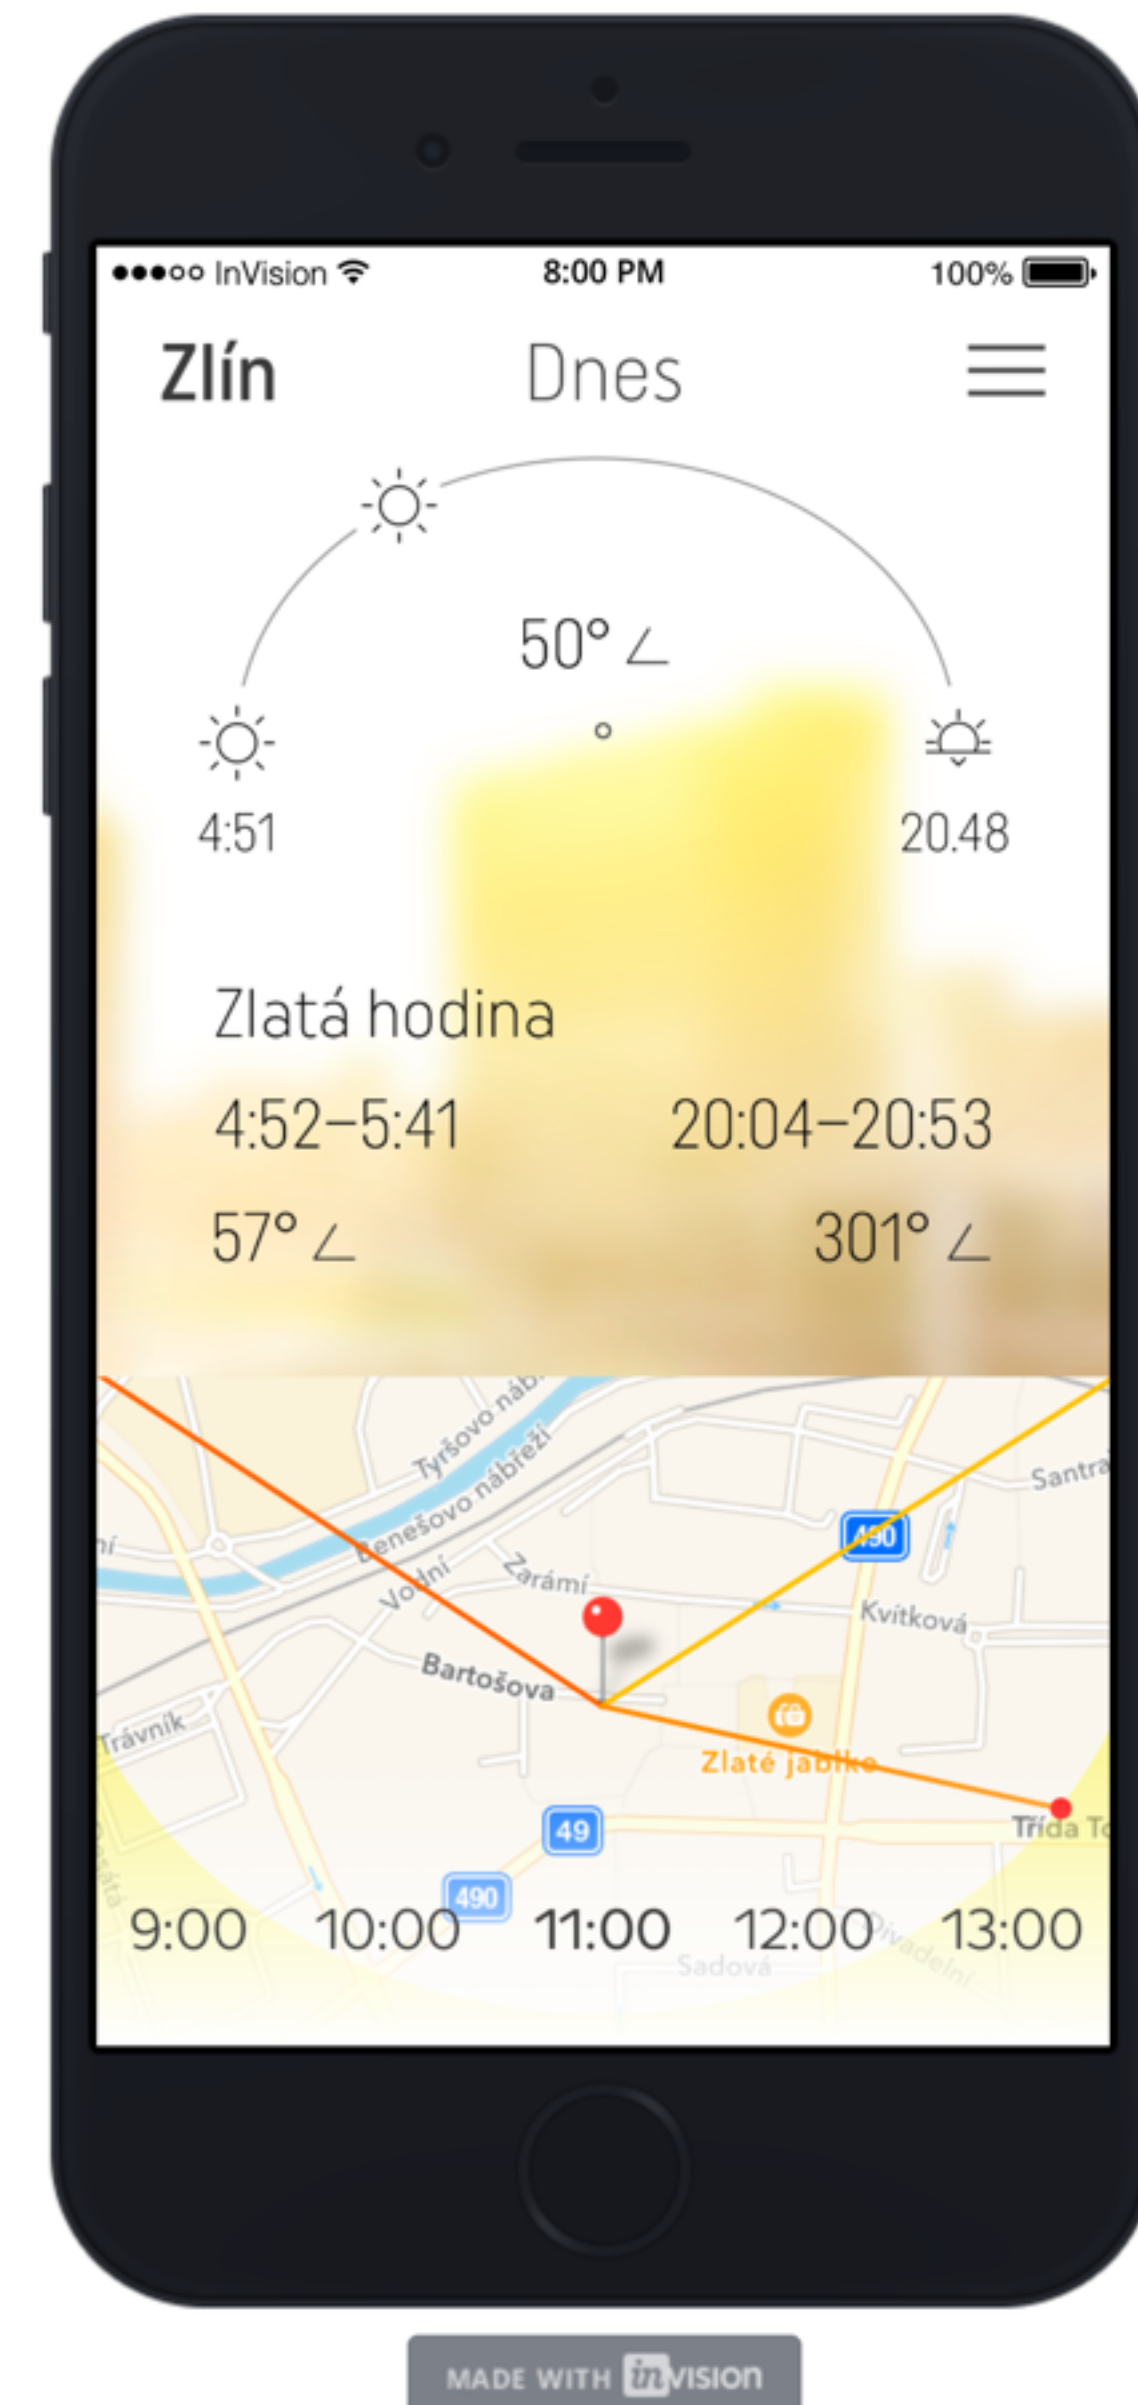 InVision 8:00 PM 100%
Zlín Dnes
50°
4:51 20.48
Zlatá hodina
4:52–5:41 20:04–20:53
57° 301°
Tyršovo náb.
Benešovo nábřeží
Santra
ní
490
Vodní
Zarámí
Kvítková
Bartošova
Trávník
Zlaté jablko
49
Třída To
490
9:00 10:00 11:00 12:00 13:00
Divadelní
Sadová
MADE WITH inVISION